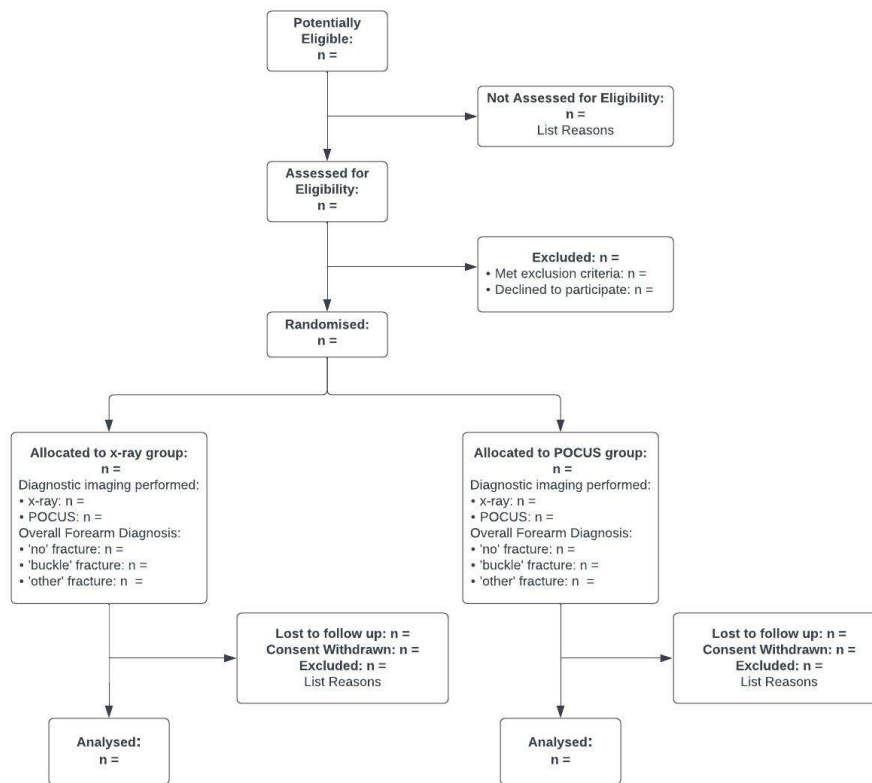 Potentially
Eligible:
n =
Not Assessed for Eligibility:
n =
List Reasons
Assessed for
Eligibility:
n =
Excluded: n =
• Met exclusion criteria: n =
• Declined to participate: n =
Randomised:
n =
Allocated to x-ray group:
n =
Diagnostic imaging performed:
• x-ray: n =
• POCUS: n =
Overall Forearm Diagnosis:
• 'no' fracture: n =
• 'buckle' fracture: n =
• 'other' fracture: n  =
Allocated to POCUS group:
n =
Diagnostic imaging performed:
• x-ray: n =
• POCUS: n =
Overall Forearm Diagnosis:
• 'no' fracture: n =
• 'buckle' fracture: n =
• 'other' fracture: n  =
Lost to follow up: n =
Consent Withdrawn: n =
Excluded: n =
List Reasons
Lost to follow up: n =
Consent Withdrawn: n =
Excluded: n =
List Reasons
Analysed:
n =
Analysed:
n =